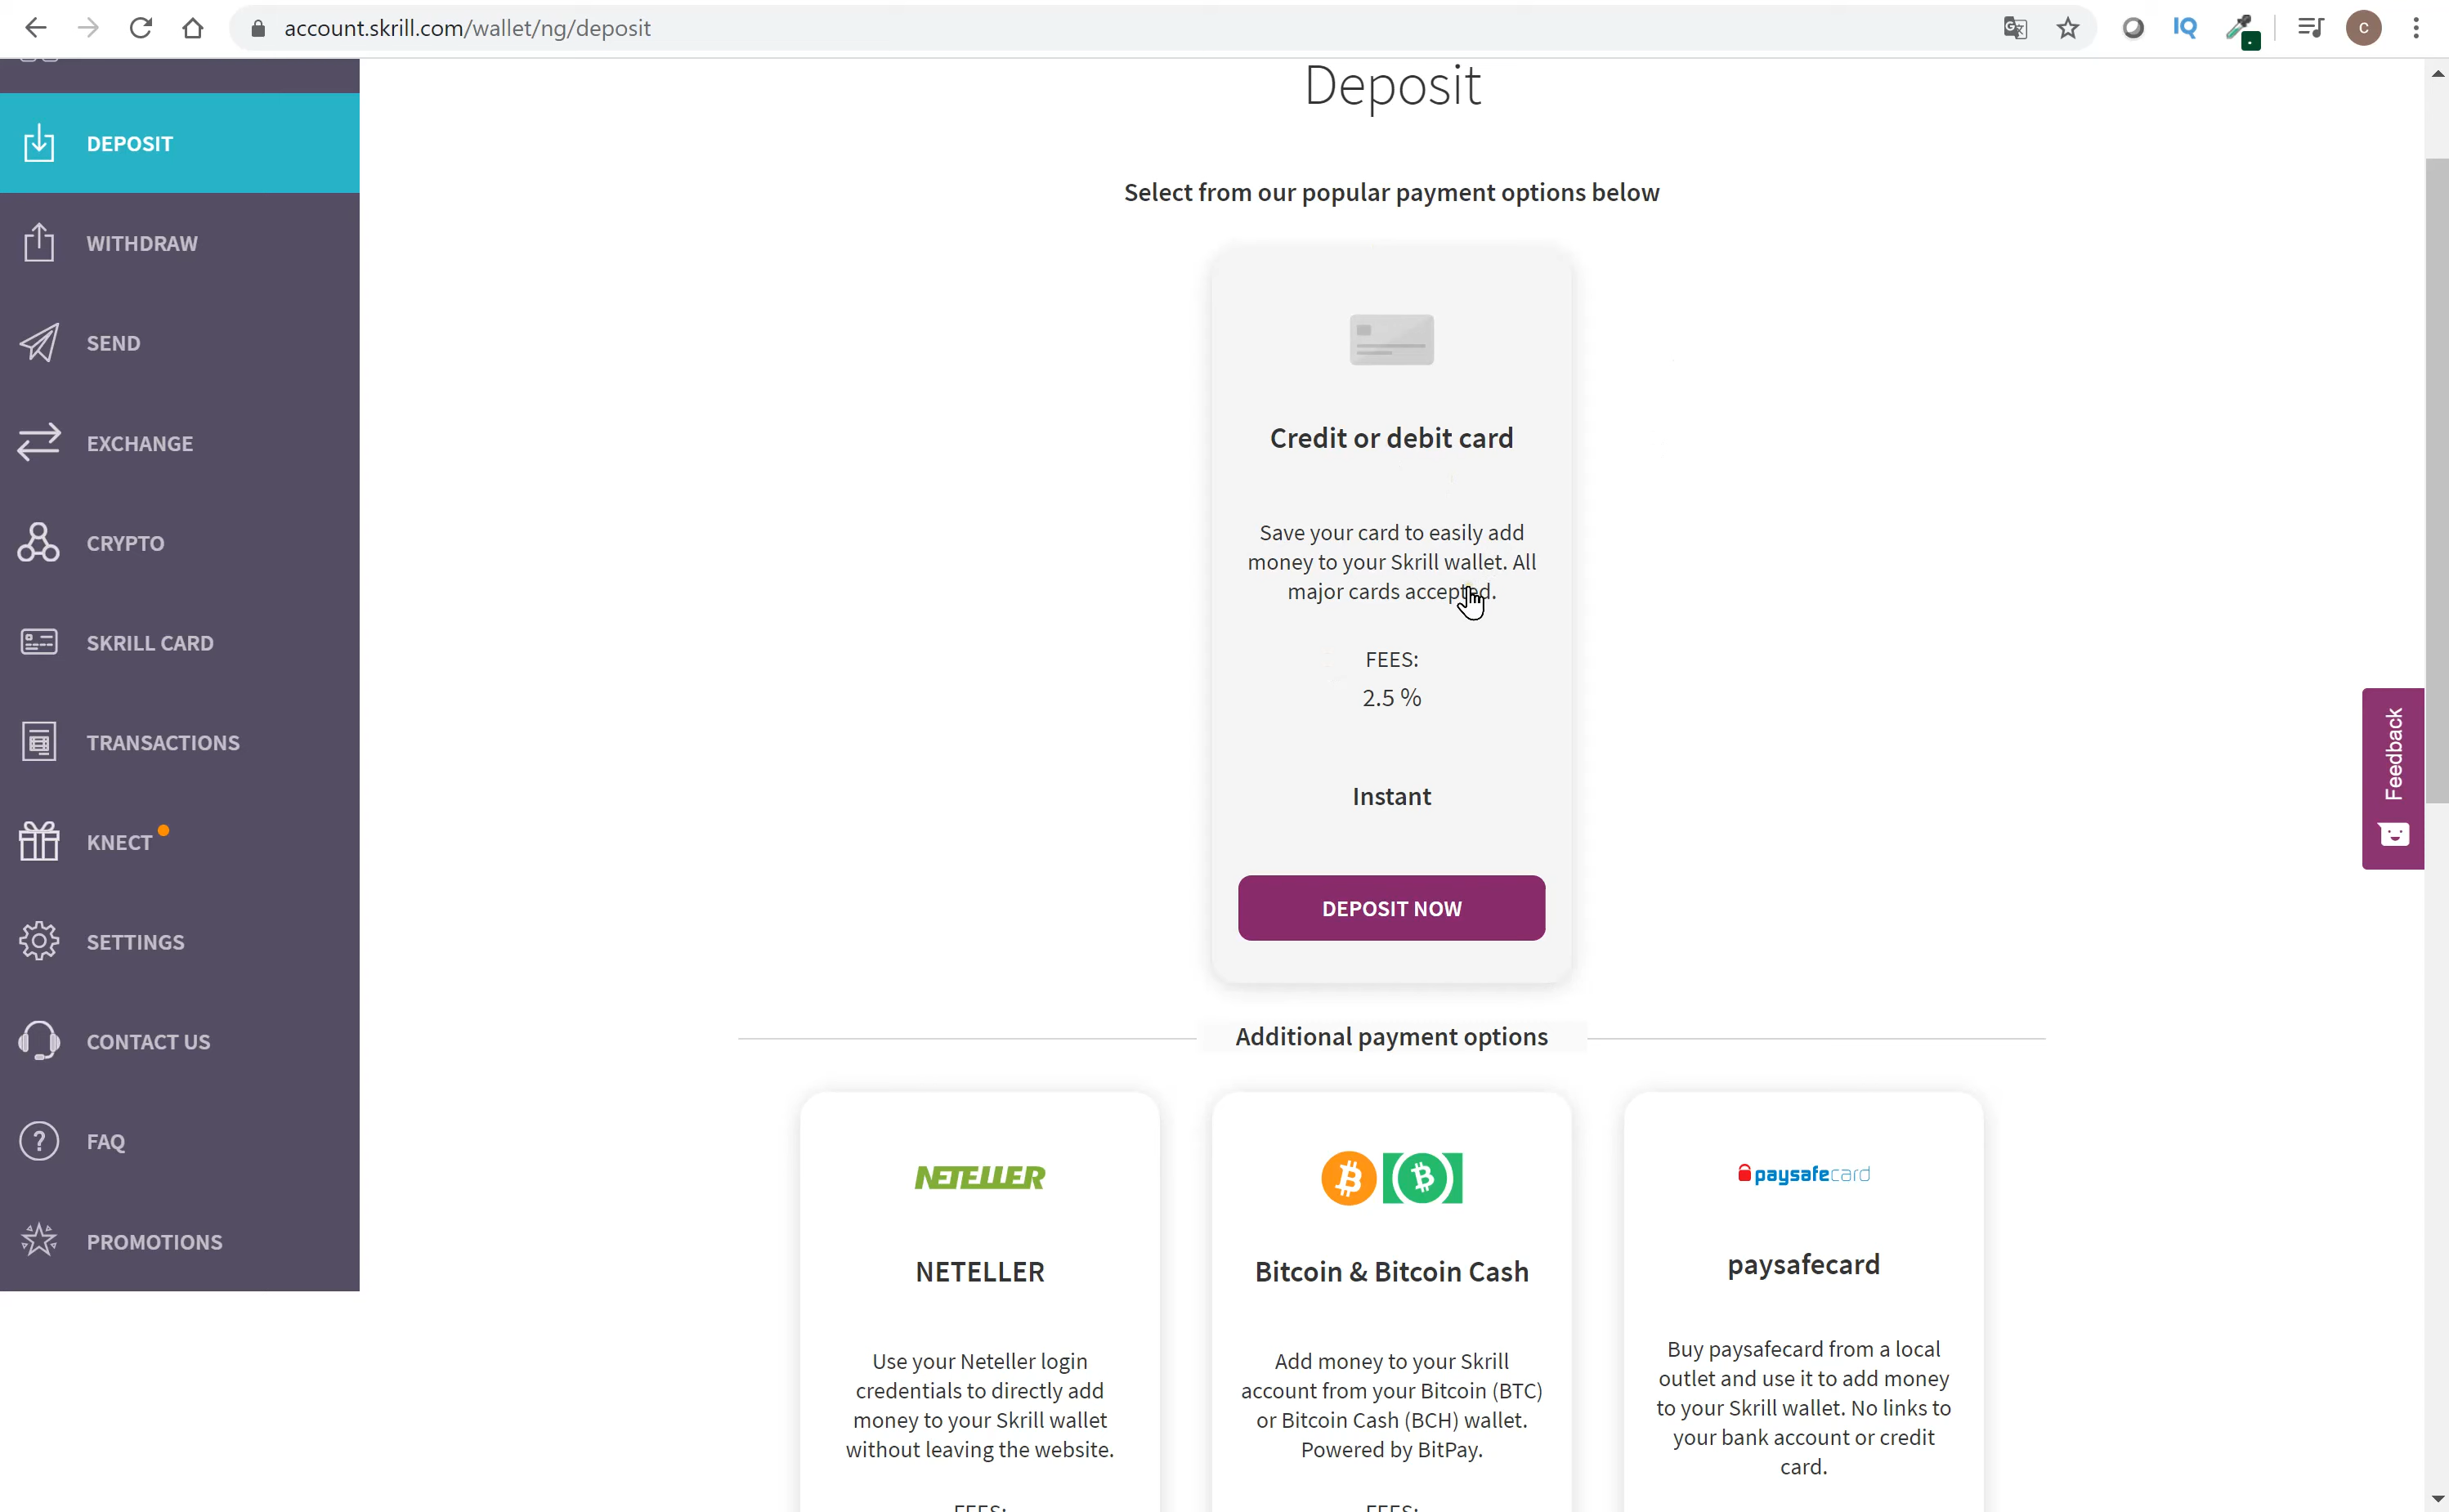 account.skrill.com/wallet/ng/deposit
IQ
C
DEPOSIT
WITHDRAW
SEND
EXCHANGE
CRYPTO
SKRILL CARD
TRANSACTIONS
KNECT
SETTINGS
CONTACT US
FAQ
PROMOTIONS
Deposit
Select from our popular payment options below
Credit or debit card
Save your card to easily add
money to your Skrill wallet. All
major cards accepted.
FEES:
2.5 %
Instant
DEPOSIT NOW
Feedback
Additional payment options
NETELLER
NETELLER
Use your Neteller login
credentials to directly add
money to your Skrill wallet
without leaving the website.
FEES:
Bitcoin & Bitcoin Cash
Add money to your Skrill
account from your Bitcoin (BTC)
or Bitcoin Cash (BCH) wallet.
Powered by BitPay.
FEES:
paysafecard
paysafecard
Buy paysafecard from a local
outlet and use it to add money
to your Skrill wallet. No links to
your bank account or credit
card.